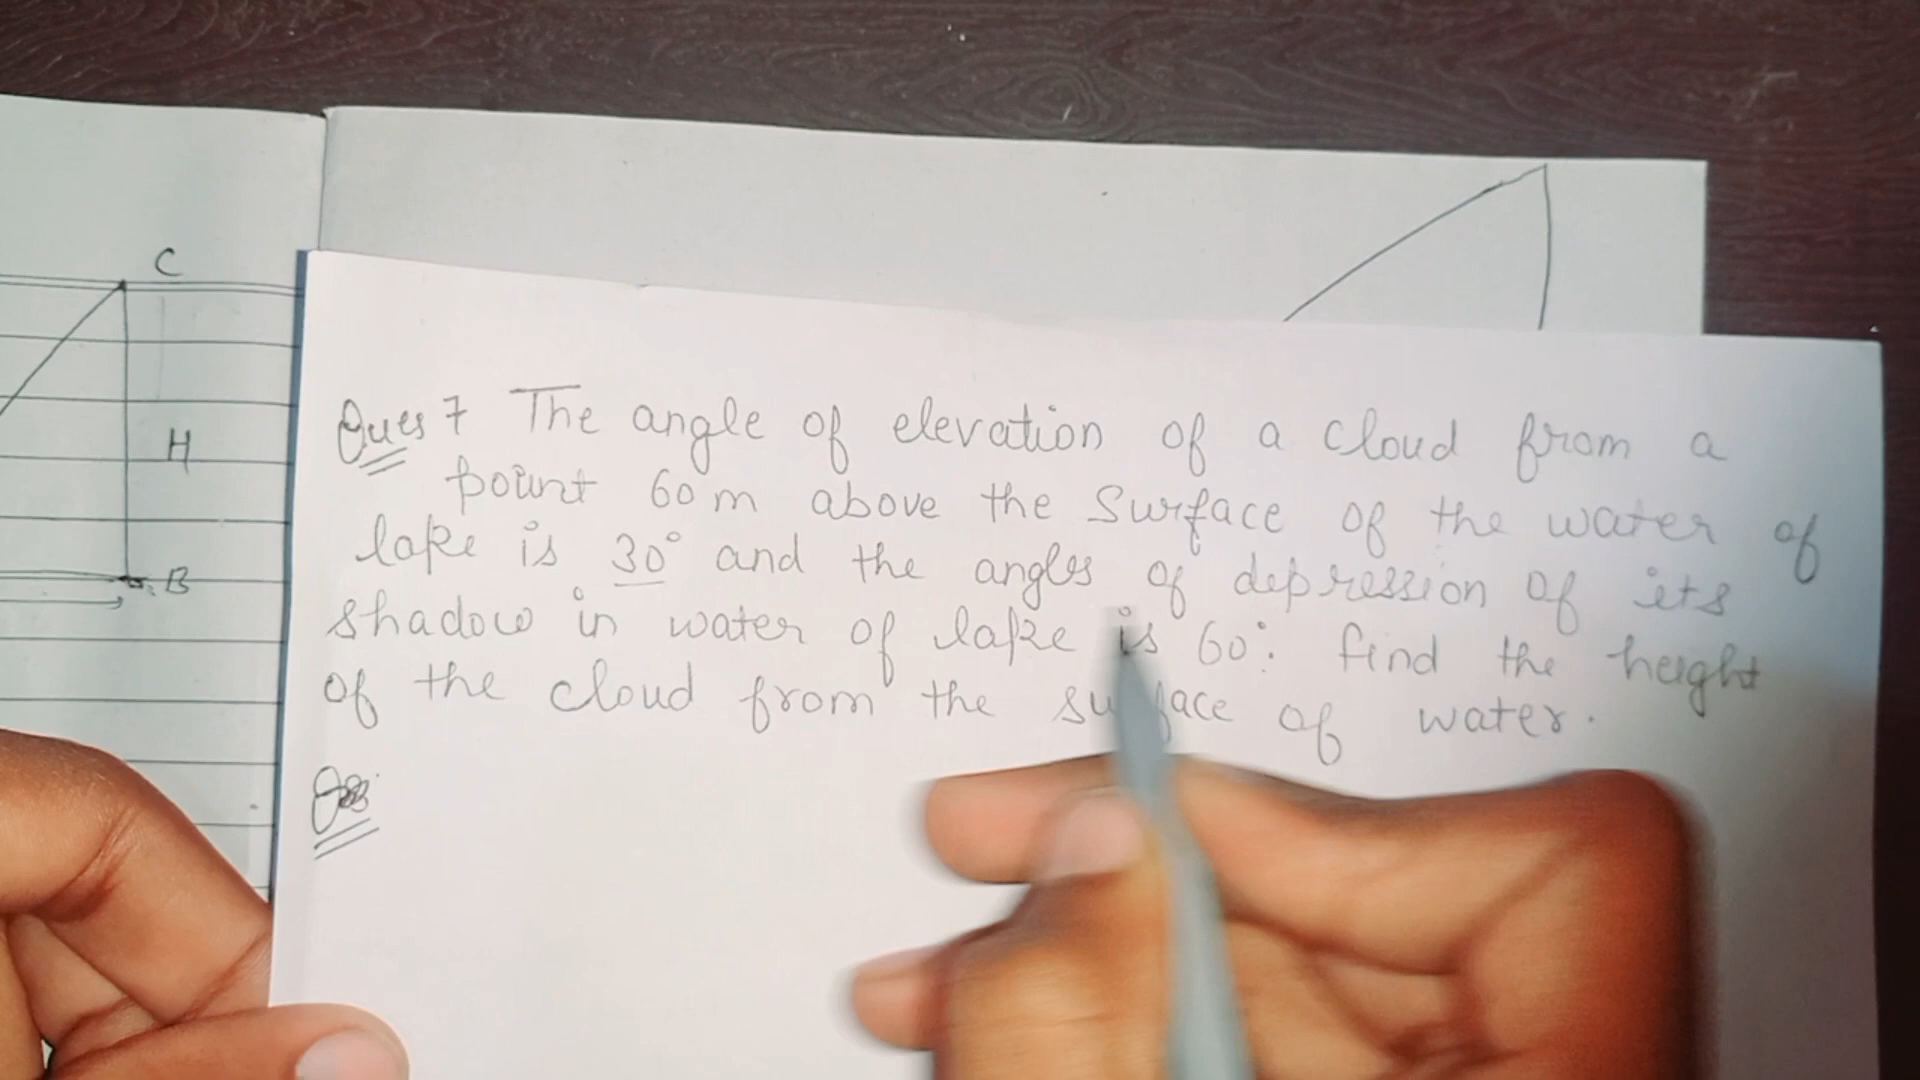 C
H
B
Ques 7 The angle of elevation of a cloud from a
point 60 m above the surface of the water of
lake is 30° and the angles of depression of its
shadow in water of lake is 60°. find the height
of the cloud from the surface of water.